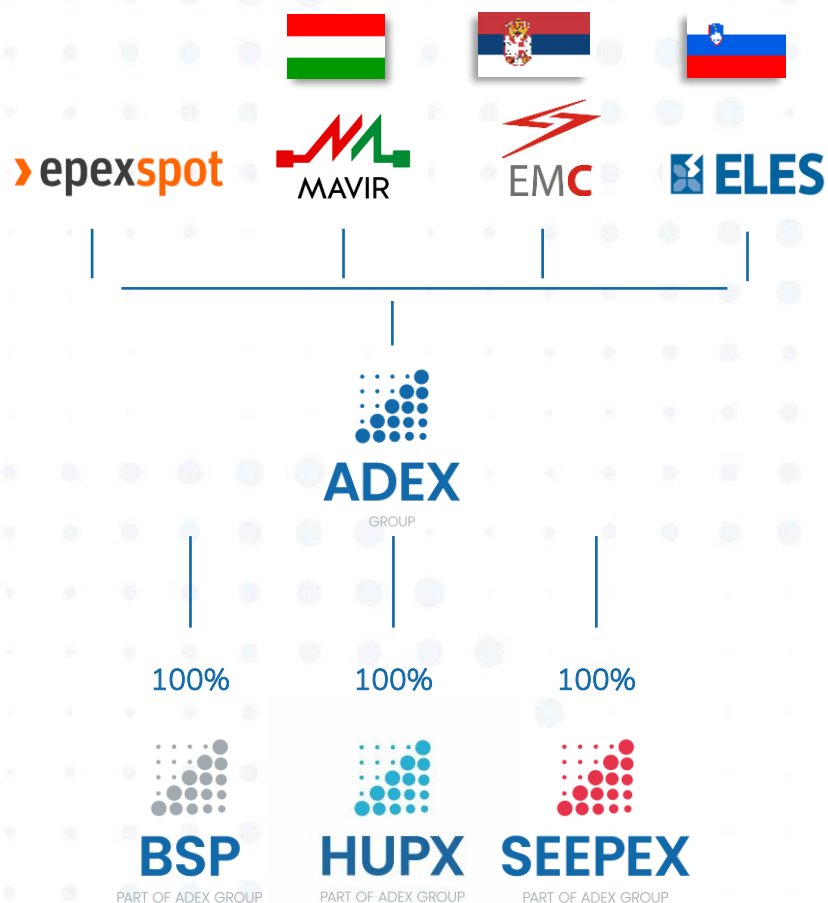 epexspot
MAVIR
EMC
ELES
ADEX
GROUP
100%
100%
100%
BSP
PART OF ADEX GROUP
HUPX
PART OF ADEX GROUP
SEEPEX
PART OF ADEX GROUP